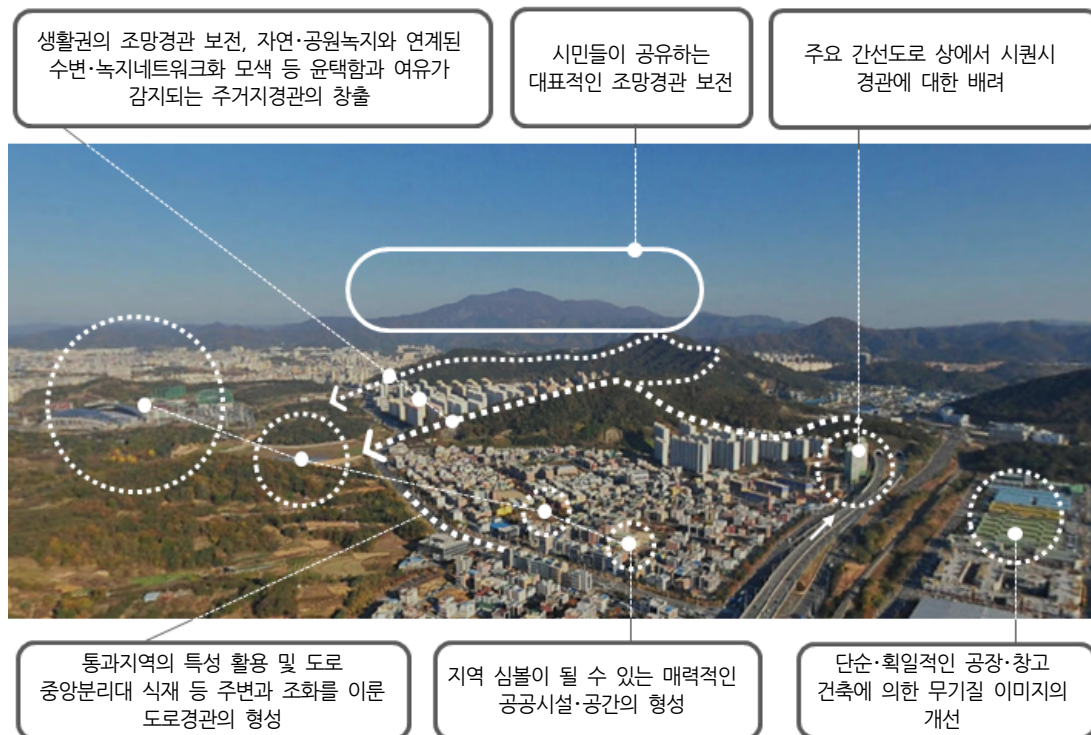 생활권의 조망경관 보전, 자연·공원녹지와 연계된
수변·녹지네트워크화 모색 등 윤택함과 여유가
감지되는 주거지경관의 창출
시민들이 공유하는
대표적인 조망경관 보전
주요 간선도로 상에서 시퀀시
경관에 대한 배려
통과지역의 특성 활용 및 도로
중앙분리대 식재 등 주변과 조화를 이룬
도로경관의 형성
지역 심볼이 될 수 있는 매력적인
공공시설·공간의 형성
단순·획일적인 공장·창고
건축에 의한 무기질 이미지의
개선